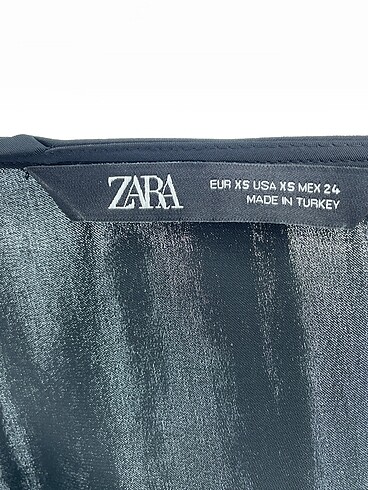 ZARA
EUR XS USA XS MEX 24
MADE IN TURKEY